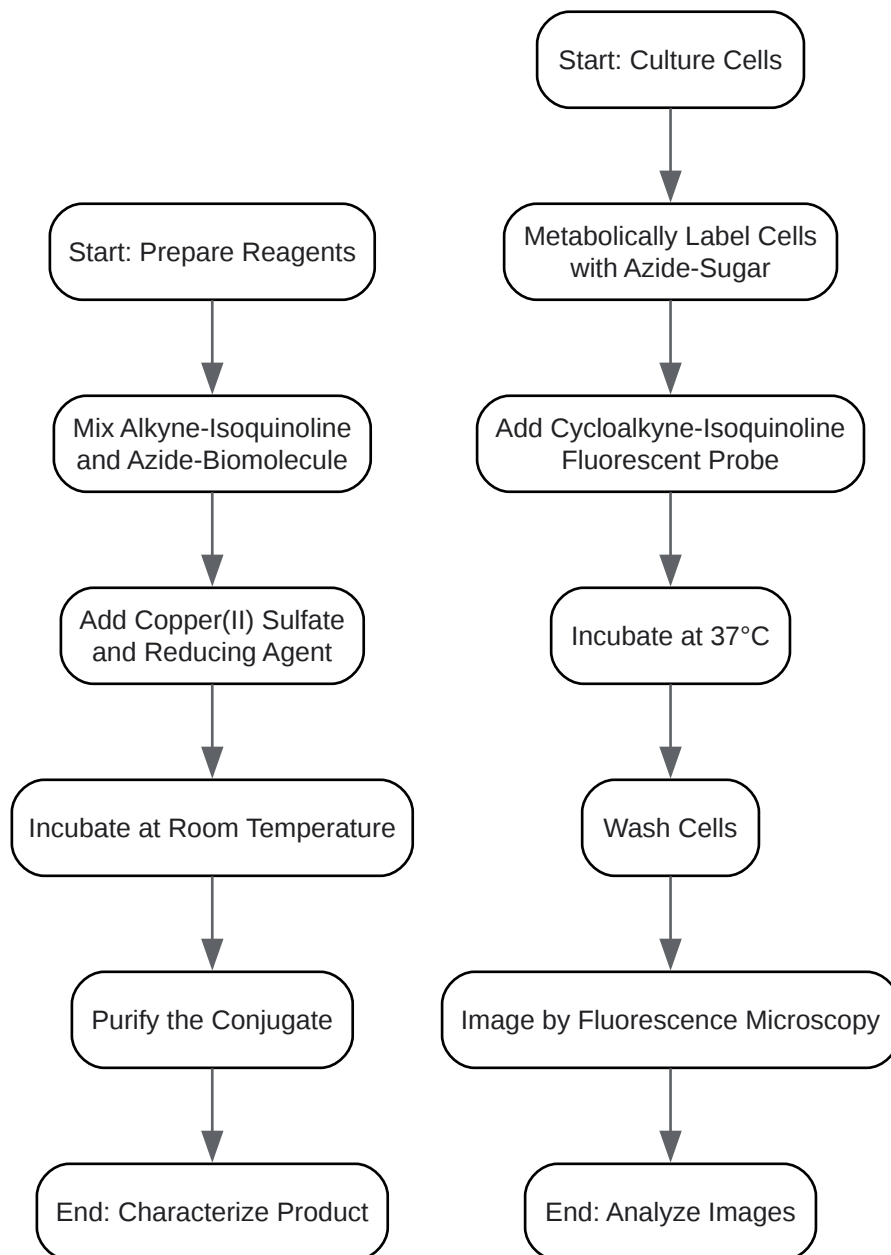 Start: Prepare Reagents
Mix Alkyne-Isoquinoline
and Azide-Biomolecule
Add Copper(II) Sulfate
and Reducing Agent
Incubate at Room Temperature
Purify the Conjugate
End: Characterize Product
Start: Culture Cells
Metabolically Label Cells
with Azide-Sugar
Add Cycloalkyne-Isoquinoline
Fluorescent Probe
Incubate at 37°C
Wash Cells
Image by Fluorescence Microscopy
End: Analyze Images